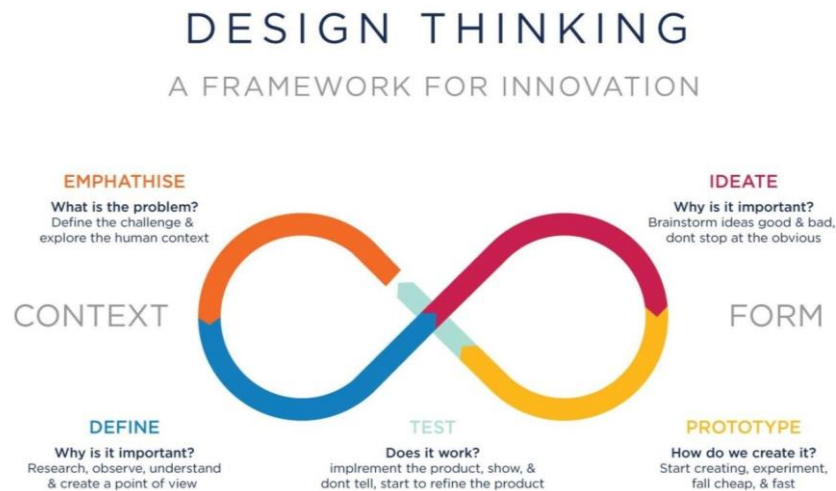 DESIGN THINKING
A FRAMEWORK FOR INNOVATION
EMPHATHISE
What is the problem?
Define the challenge &
explore the human context
IDEATE
Why is it important?
Brainstorm ideas good & bad,
dont stop at the obvious
CONTEXT
FORM
DEFINE
Why is it important?
Research, observe, understand
& create a point of view
TEST
Does it work?
implrement the product, show, &
dont tell, start to refine the product
PROTOTYPE
How do we create it?
Start creating, experiment,
fall cheap, & fast